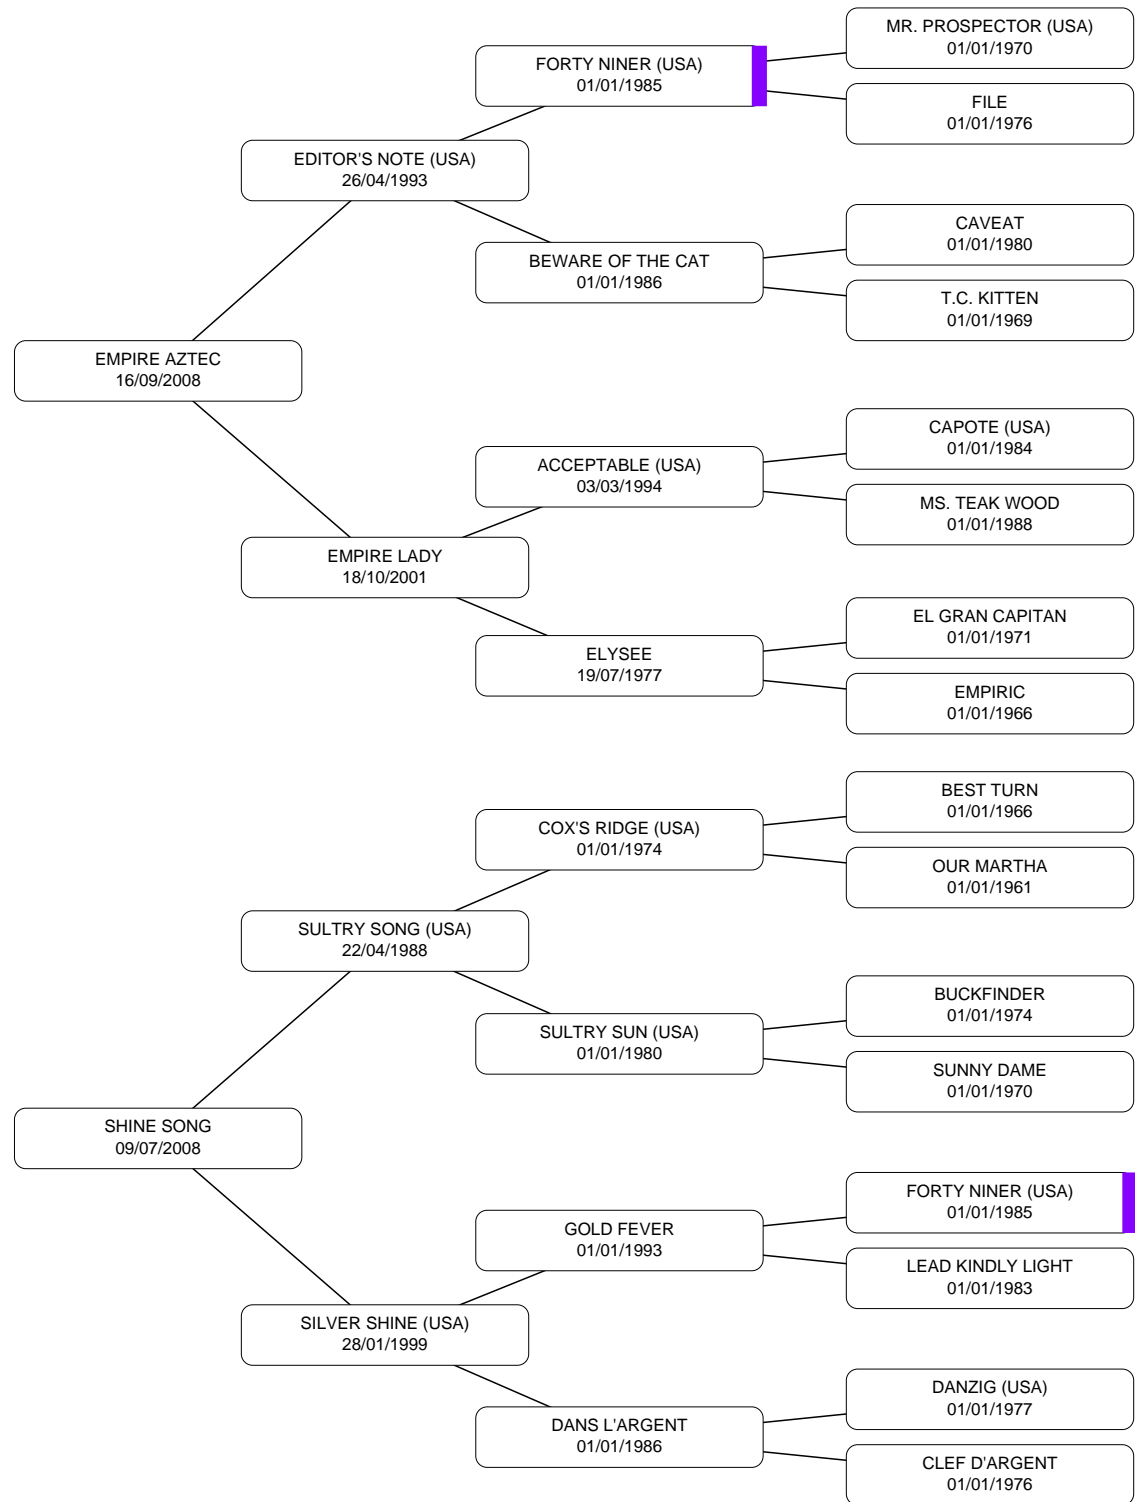 MR. PROSPECTOR (USA)
01/01/1970
FORTY NINER (USA)
01/01/1985
FILE
01/01/1976
EDITOR'S NOTE (USA)
26/04/1993
CAVEAT
01/01/1980
BEWARE OF THE CAT
01/01/1986
T.C. KITTEN
01/01/1969
EMPIRE AZTEC
16/09/2008
CAPOTE (USA)
01/01/1984
ACCEPTABLE (USA)
03/03/1994
MS. TEAK WOOD
01/01/1988
EMPIRE LADY
18/10/2001
EL GRAN CAPITAN
01/01/1971
ELYSEE
19/07/1977
EMPIRIC
01/01/1966
BEST TURN
01/01/1966
COX'S RIDGE (USA)
01/01/1974
OUR MARTHA
01/01/1961
SULTRY SONG (USA)
22/04/1988
BUCKFINDER
01/01/1974
SULTRY SUN (USA)
01/01/1980
SUNNY DAME
01/01/1970
SHINE SONG
09/07/2008
FORTY NINER (USA)
01/01/1985
GOLD FEVER
01/01/1993
LEAD KINDLY LIGHT
01/01/1983
SILVER SHINE (USA)
28/01/1999
DANZIG (USA)
01/01/1977
DANS L'ARGENT
01/01/1986
CLEF D'ARGENT
01/01/1976